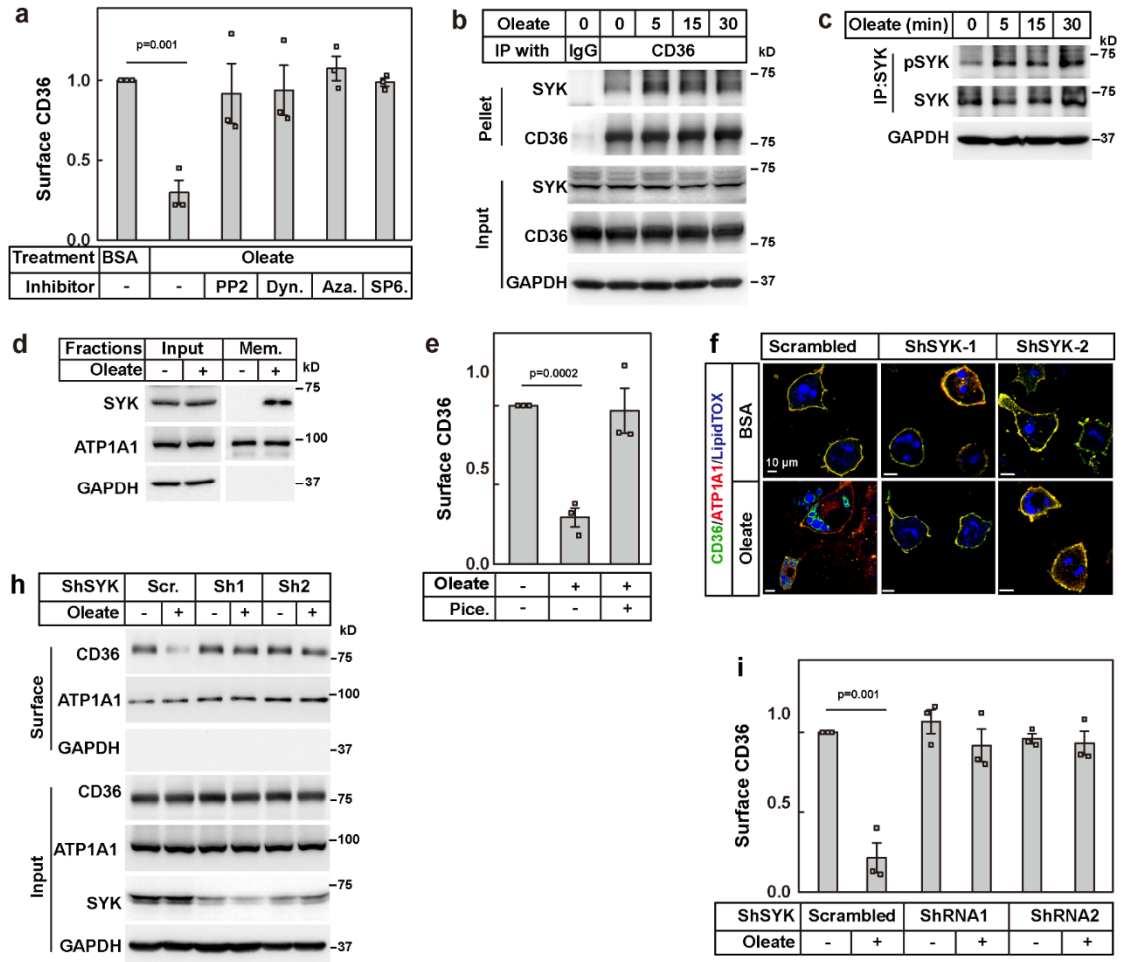 a
Surface CD36
1.0
0.5
0.0
p=0.001
Treatment BSA Oleate
Inhibitor - - PP2 Dyn. Aza. SP6.
b
Oleate 0 0 5 15 30
IP with IgG CD36
kD
Pellet
SYK
-75
CD36
-75
Input
SYK
-75
CD36
-75
GAPDH
-37
c
Oleate (min) 0 5 15 30
kD
IP:SYK
pSYK
-75
SYK
-75
GAPDH
-37
d
Fractions Input Mem.
Oleate - + - +
kD
-75
SYK
ATP1A1
-100
GAPDH
-37
e
Surface CD36
1.0
0.5
0.0
p=0.0002
Oleate - + +
Pice. - - +
f
Scrambled ShSYK-1 ShSYK-2
CD36/ATP1A1/LipidTOX
BSA
Oleate
10 µm
h
ShSYK Scr. Sh1 Sh2
Oleate - + - + - +
kD
Surface
CD36
-75
ATP1A1
-100
GAPDH
-37
Input
CD36
-75
ATP1A1
-100
SYK
-75
GAPDH
-37
i
Surface CD36
1.0
0.5
0.0
p=0.001
ShSYK Scrambled ShRNA1 ShRNA2
Oleate - + - + - +